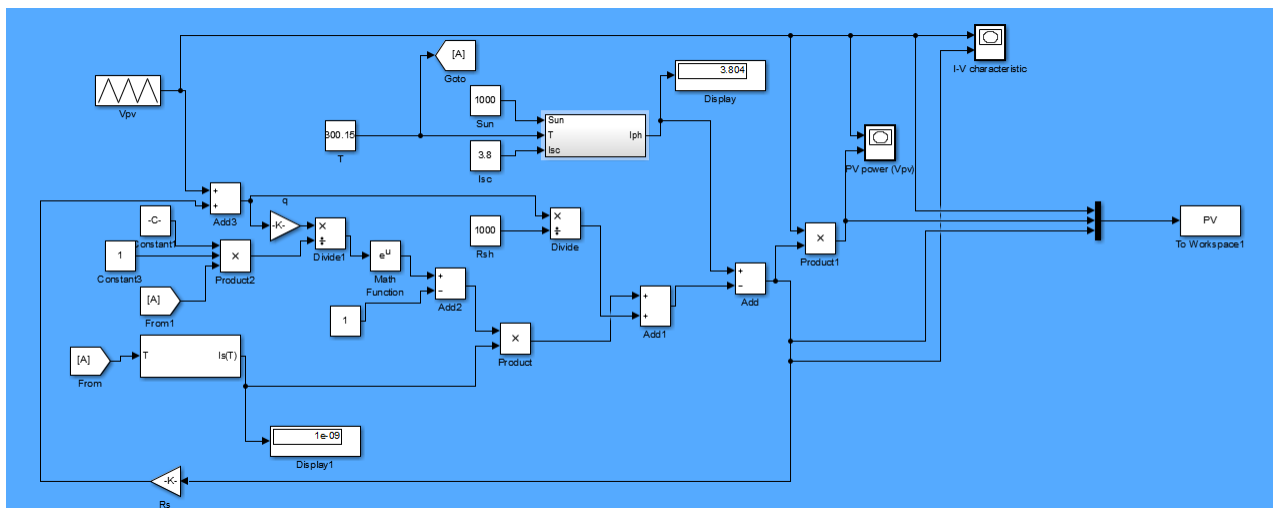 [A]
Goto
I-V characteristic
3.804
Display
Vpv
1000
Sun
Sun
T
Isc
Iph
300.15
T
3.8
Isc
PV power (Vpv)
+
+
Add3
q
-K-
-C-
Constant1
×
÷
Divide1
1
Constant3
×
Product2
e^u
Math
Function
[A]
From1
1000
Rsh
×
÷
Divide
×
Product1
PV
To Workspace1
+
−
Add2
1
+
−
Add
+
+
Add1
×
Product
[A]
From
T
Is(T)
1e-09
Display1
-K-
Rs